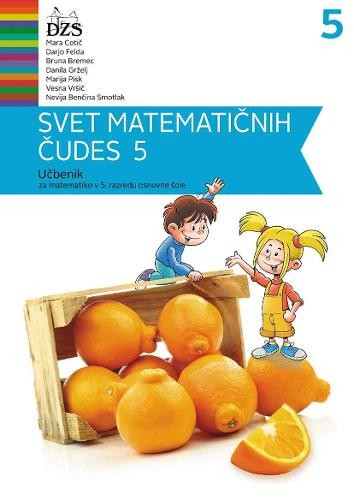 DZS
5
Mara Cotič
Darjo Felda
Bruna Bremec
Danila Grželj
Marija Pisk
Vesna Vršič
Nevija Benčina Smotlak
SVET MATEMATIČNIH
ČUDES 5
Učbenik
za matematiko v 5. razredu osnovne šole